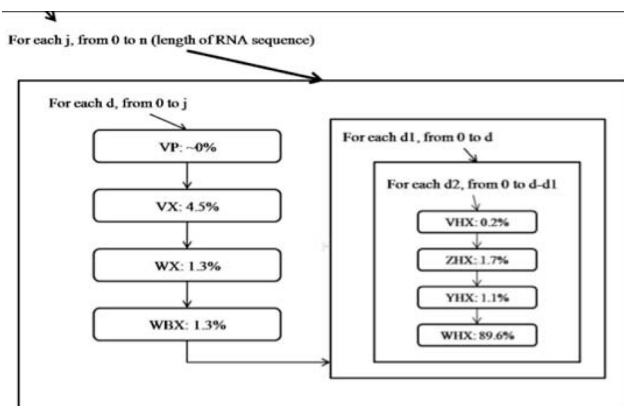 For each j, from 0 to n (length of RNA sequence)
For each d, from 0 to j
VP: ~0%
VX: 4.5%
WX: 1.3%
WBX: 1.3%
For each d1, from 0 to d
For each d2, from 0 to d-d1
VHX: 0.2%
ZHX: 1.7%
YHX: 1.1%
WHX: 89.6%